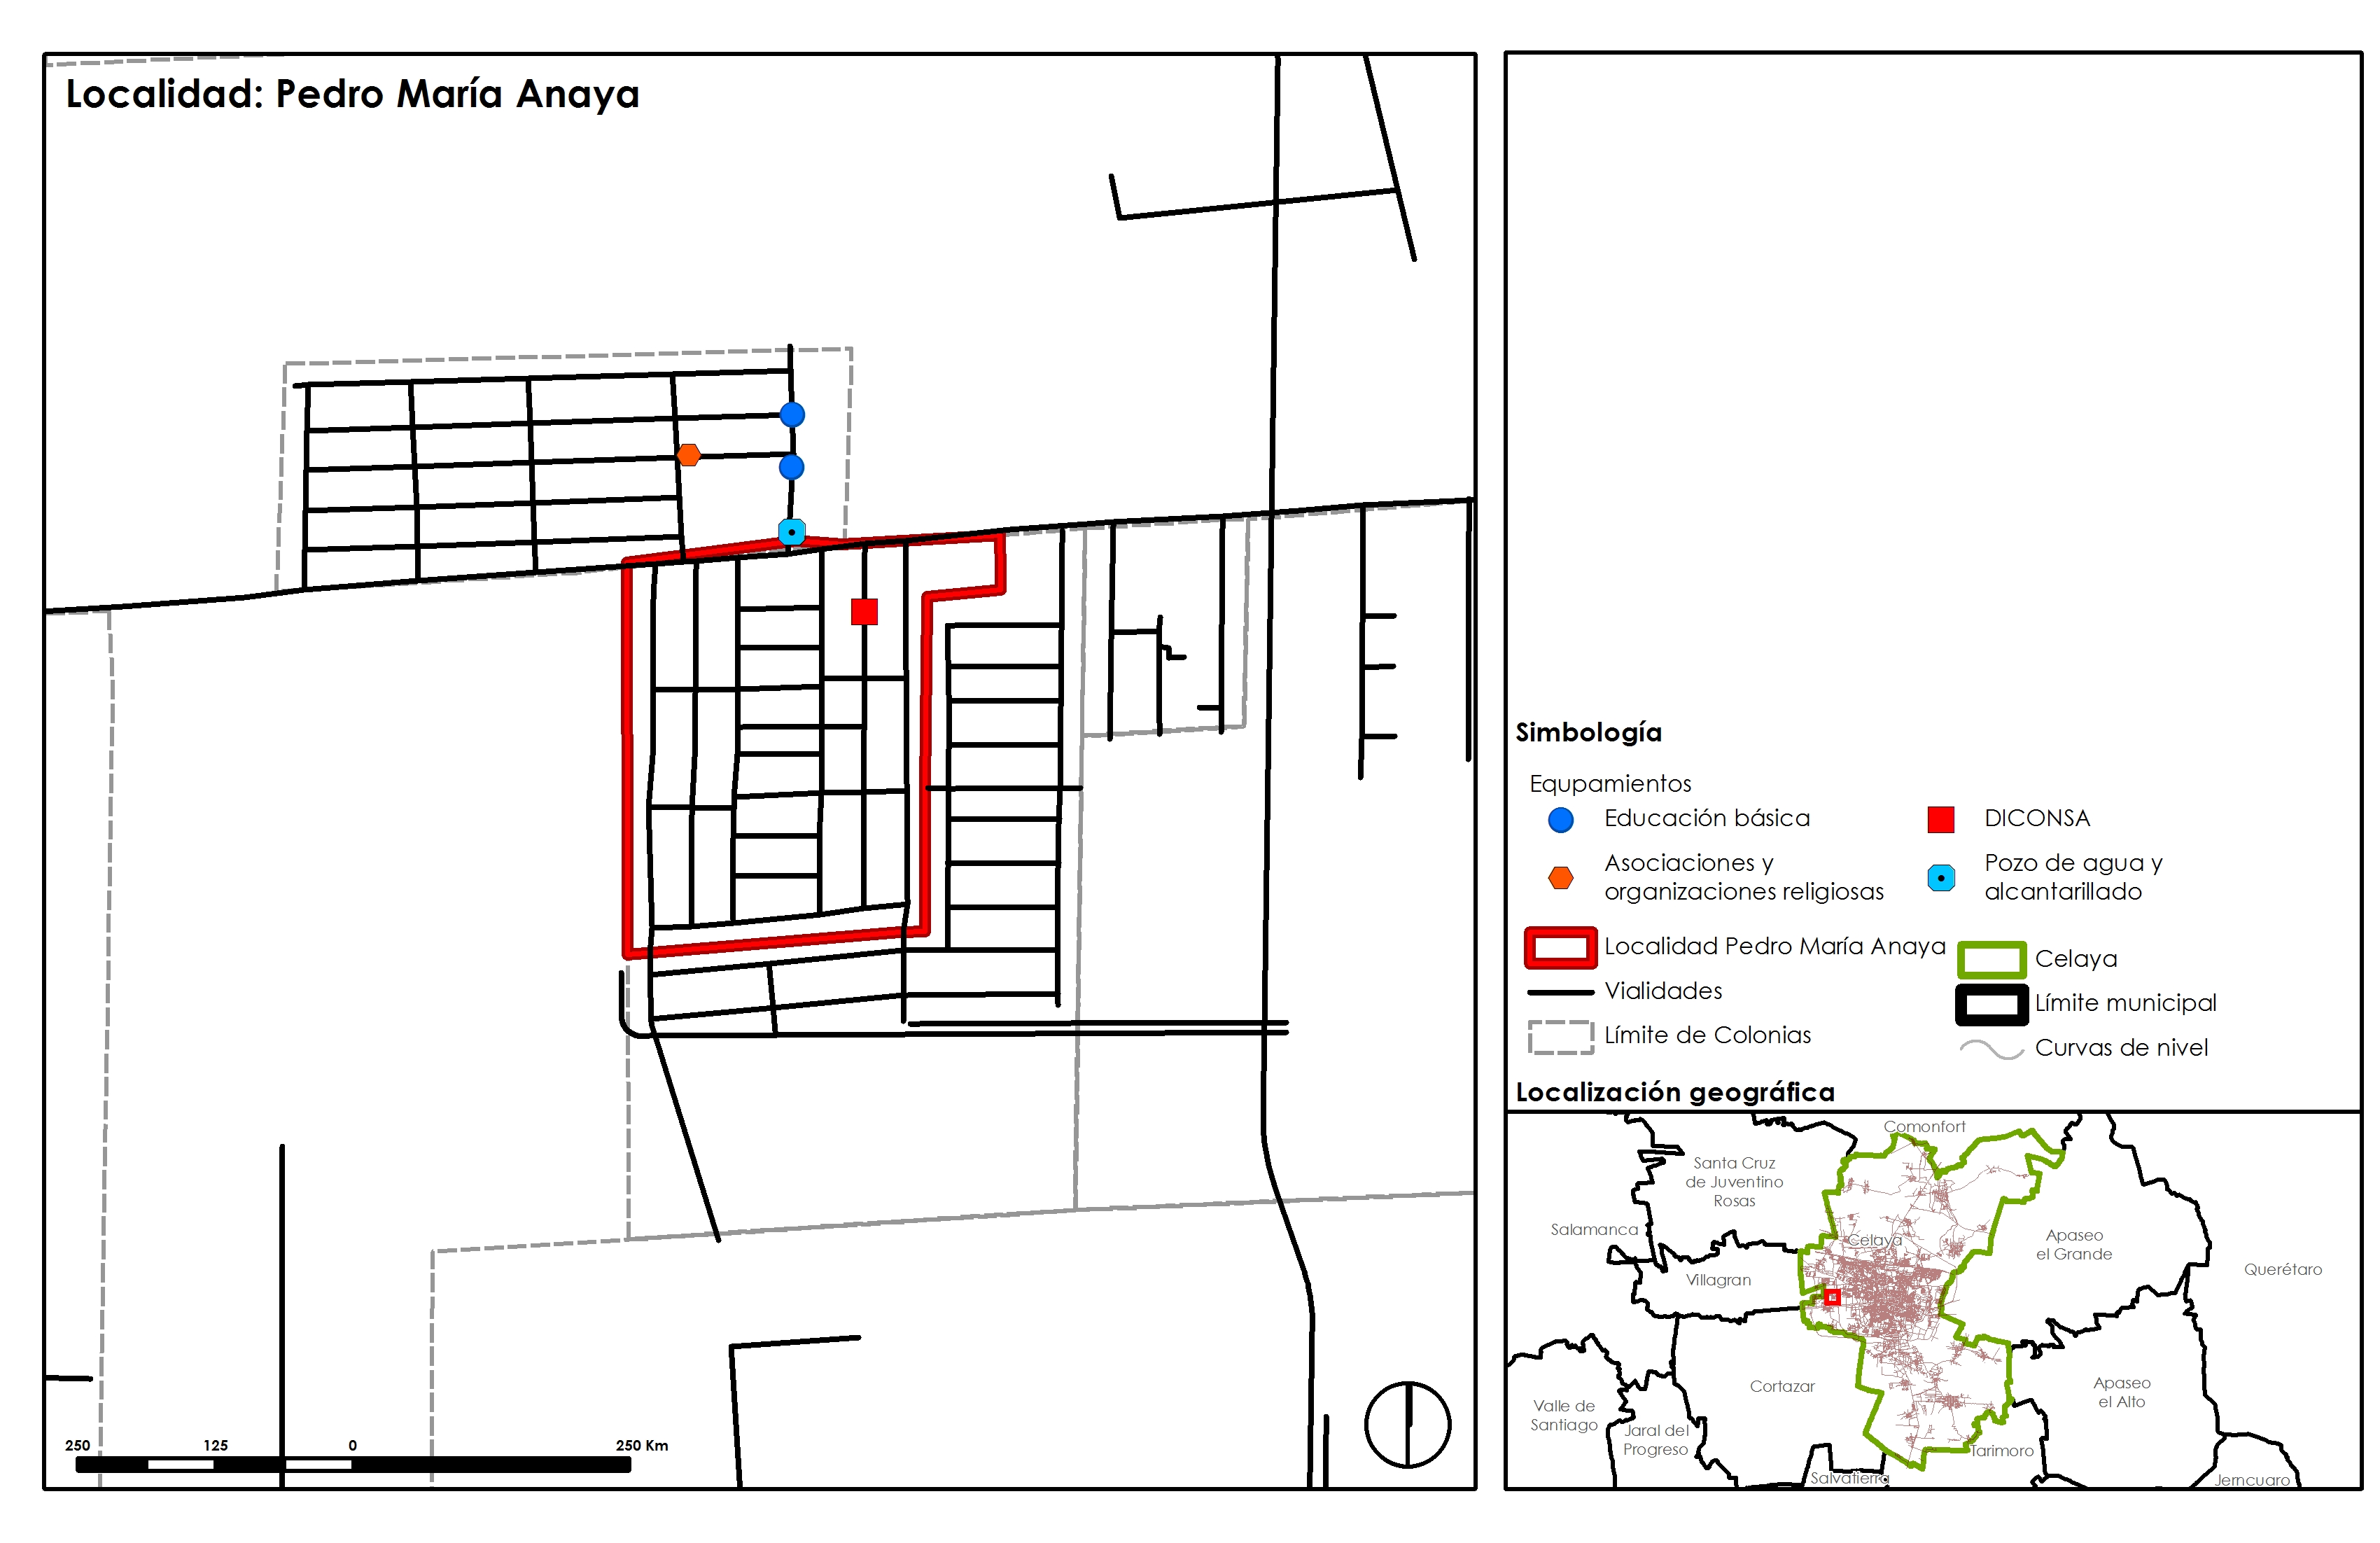 Localidad: Pedro María Anaya
250 125 0 250 Km
Simbología
Equpamientos
Educación básica
DICONSA
Asociaciones y
organizaciones religiosas
Pozo de agua y
alcantarillado
Localidad Pedro María Anaya
Celaya
Vialidades
Límite municipal
Límite de Colonias
Curvas de nivel
Localización geográfica
Comonfort
Santa Cruz
de Juventino
Rosas
Salamanca
Celaya
Apaseo
el Grande
Villagran
Querétaro
Cortazar
Apaseo
el Alto
Valle de
Santiago
Jaral del
Progreso
Tarimoro
Salvatierra
Jerncuaro